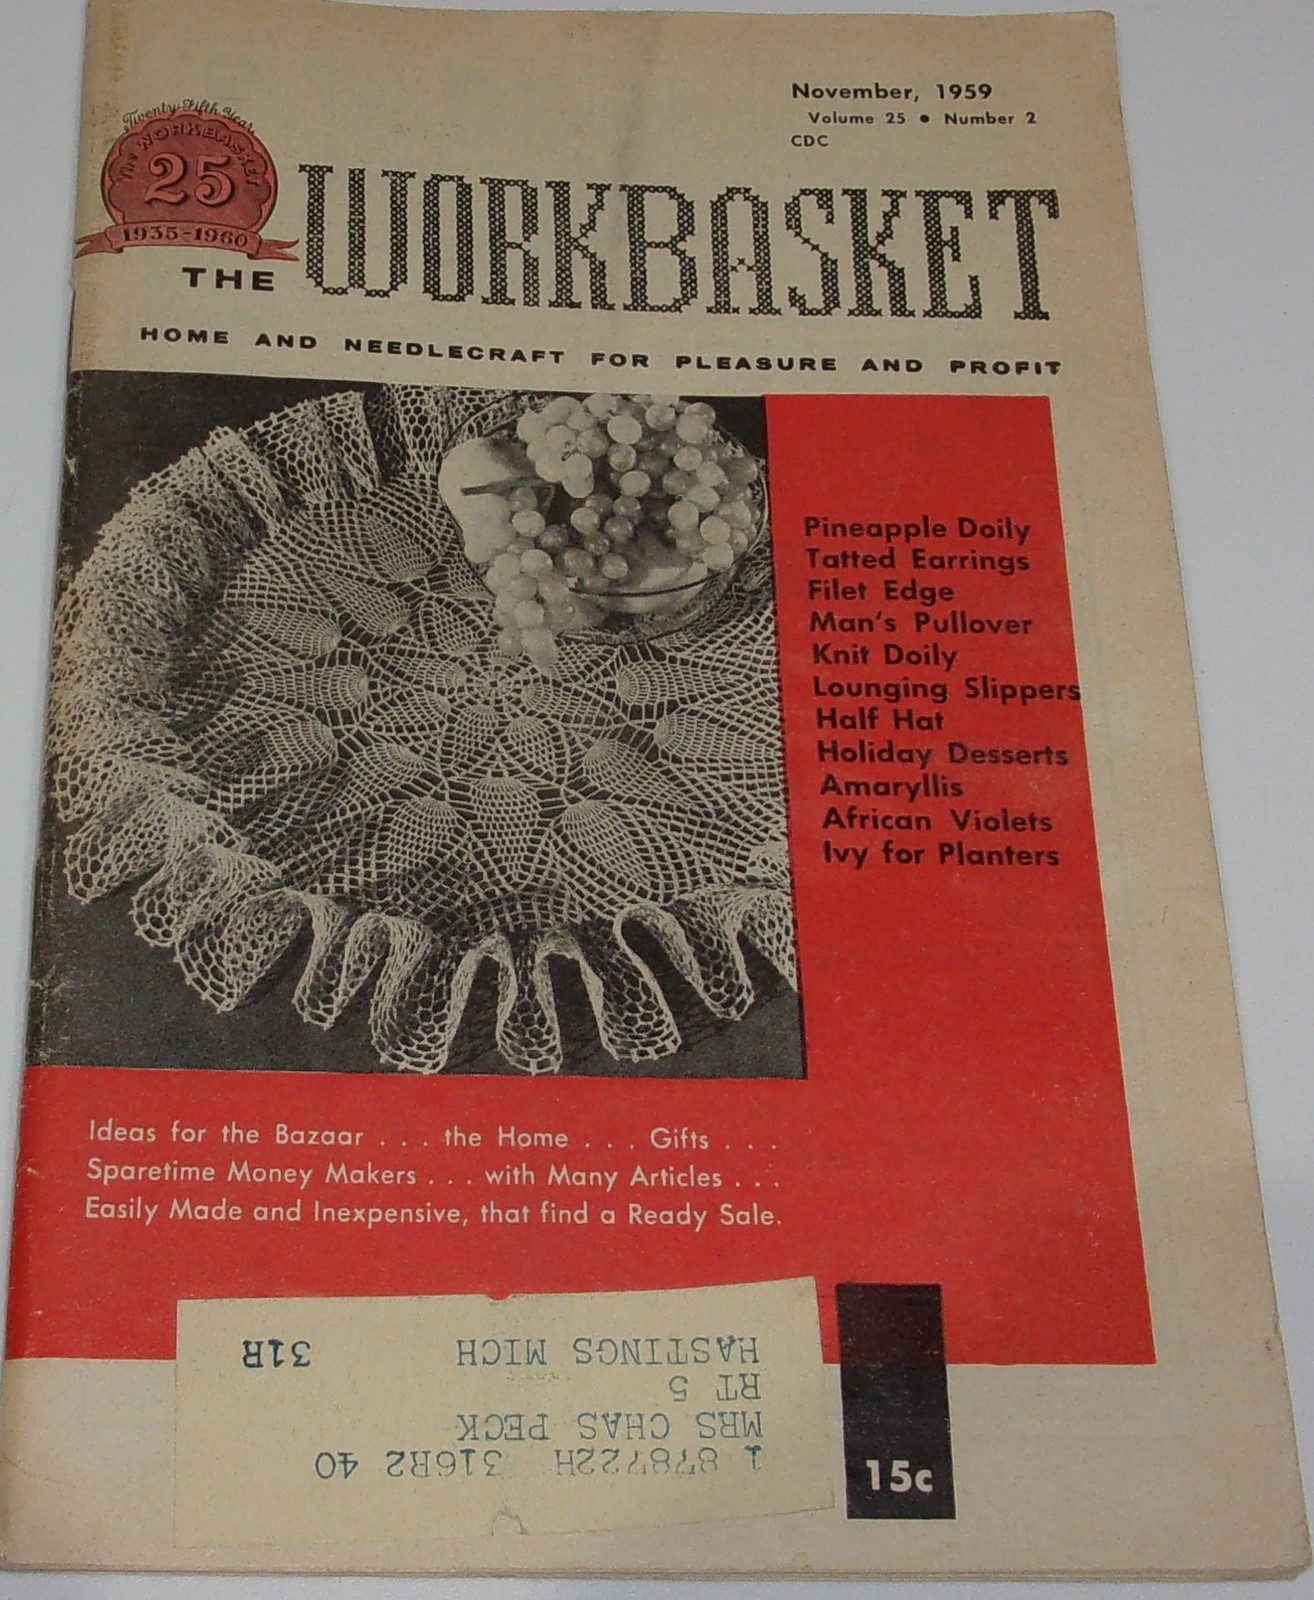 November, 1959
Volume 25 • Number 2
CDC
Twenty-Fifth Year
The WORKBASKET
25
1935-1960
THE WORKBASKET
HOME AND NEEDLECRAFT FOR PLEASURE AND PROFIT
Pineapple Doily
Tatted Earrings
Filet Edge
Man's Pullover
Knit Doily
Lounging Slippers
Half Hat
Holiday Desserts
Amaryllis
African Violets
Ivy for Planters
Ideas for the Bazaar . . . the Home . . . Gifts . . .
Sparetime Money Makers . . . with Many Articles . . .
Easily Made and Inexpensive, that find a Ready Sale.
1 878722H 316R2 40
MRS CHAS PECK
RT 5
HASTINGS MICH 31R
15c